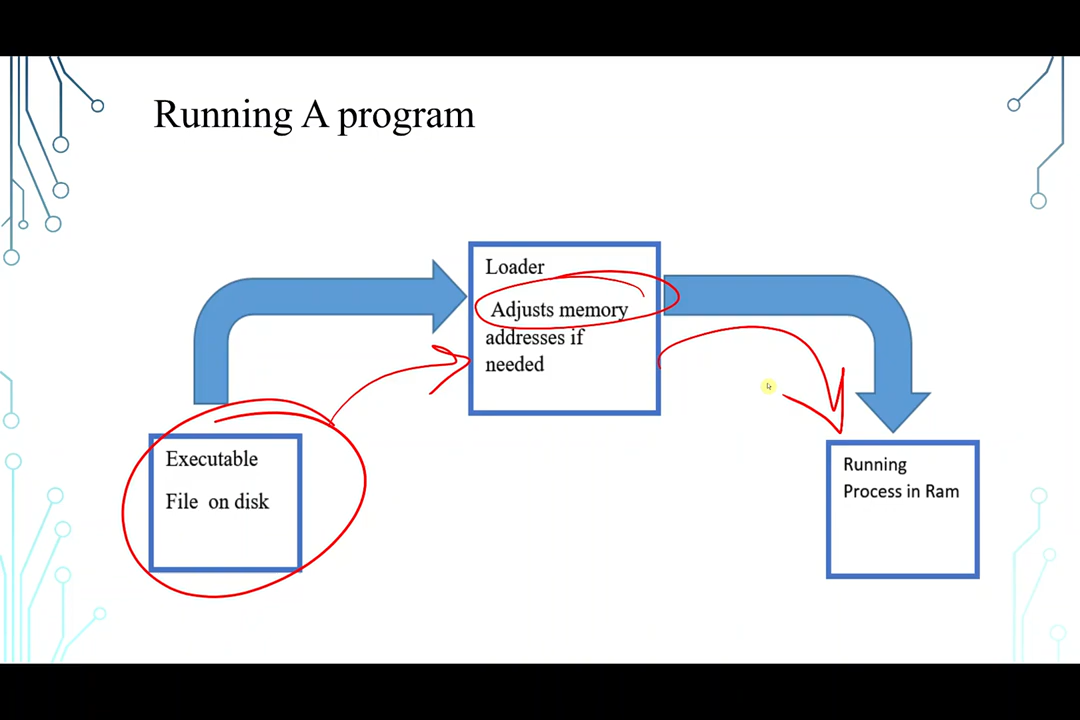 Running A program
Loader
Adjusts memory
addresses if
needed
Executable
File on disk
Running
Process in Ram